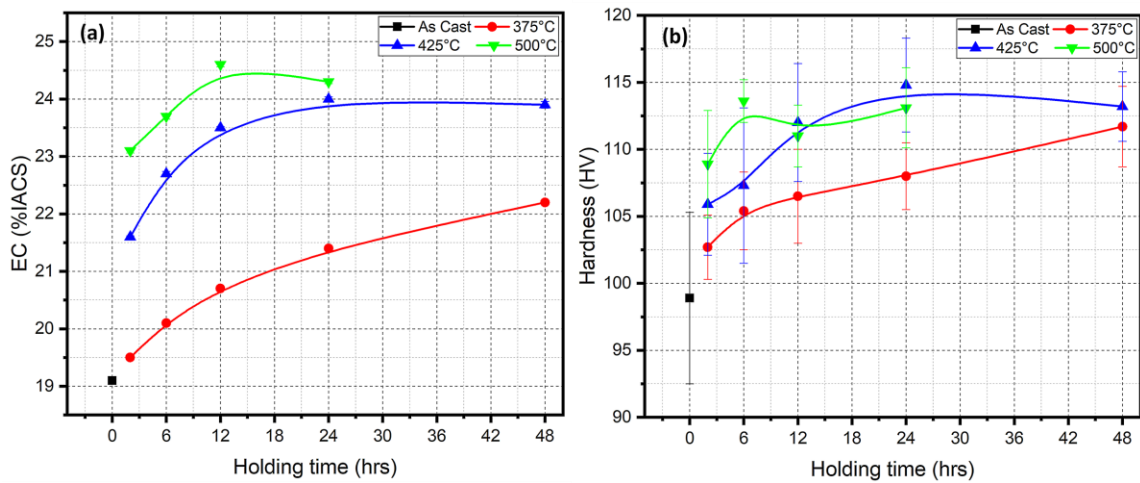 (a)
As Cast 375°C
425°C 500°C
25
24
23
22
21
20
19
EC (%IACS)
0 6 12 18 24 30 36 42 48
Holding time (hrs)
(b)
As Cast 375°C
425°C 500°C
120
115
110
105
100
95
90
Hardness (HV)
0 6 12 18 24 30 36 42 48
Holding time (hrs)